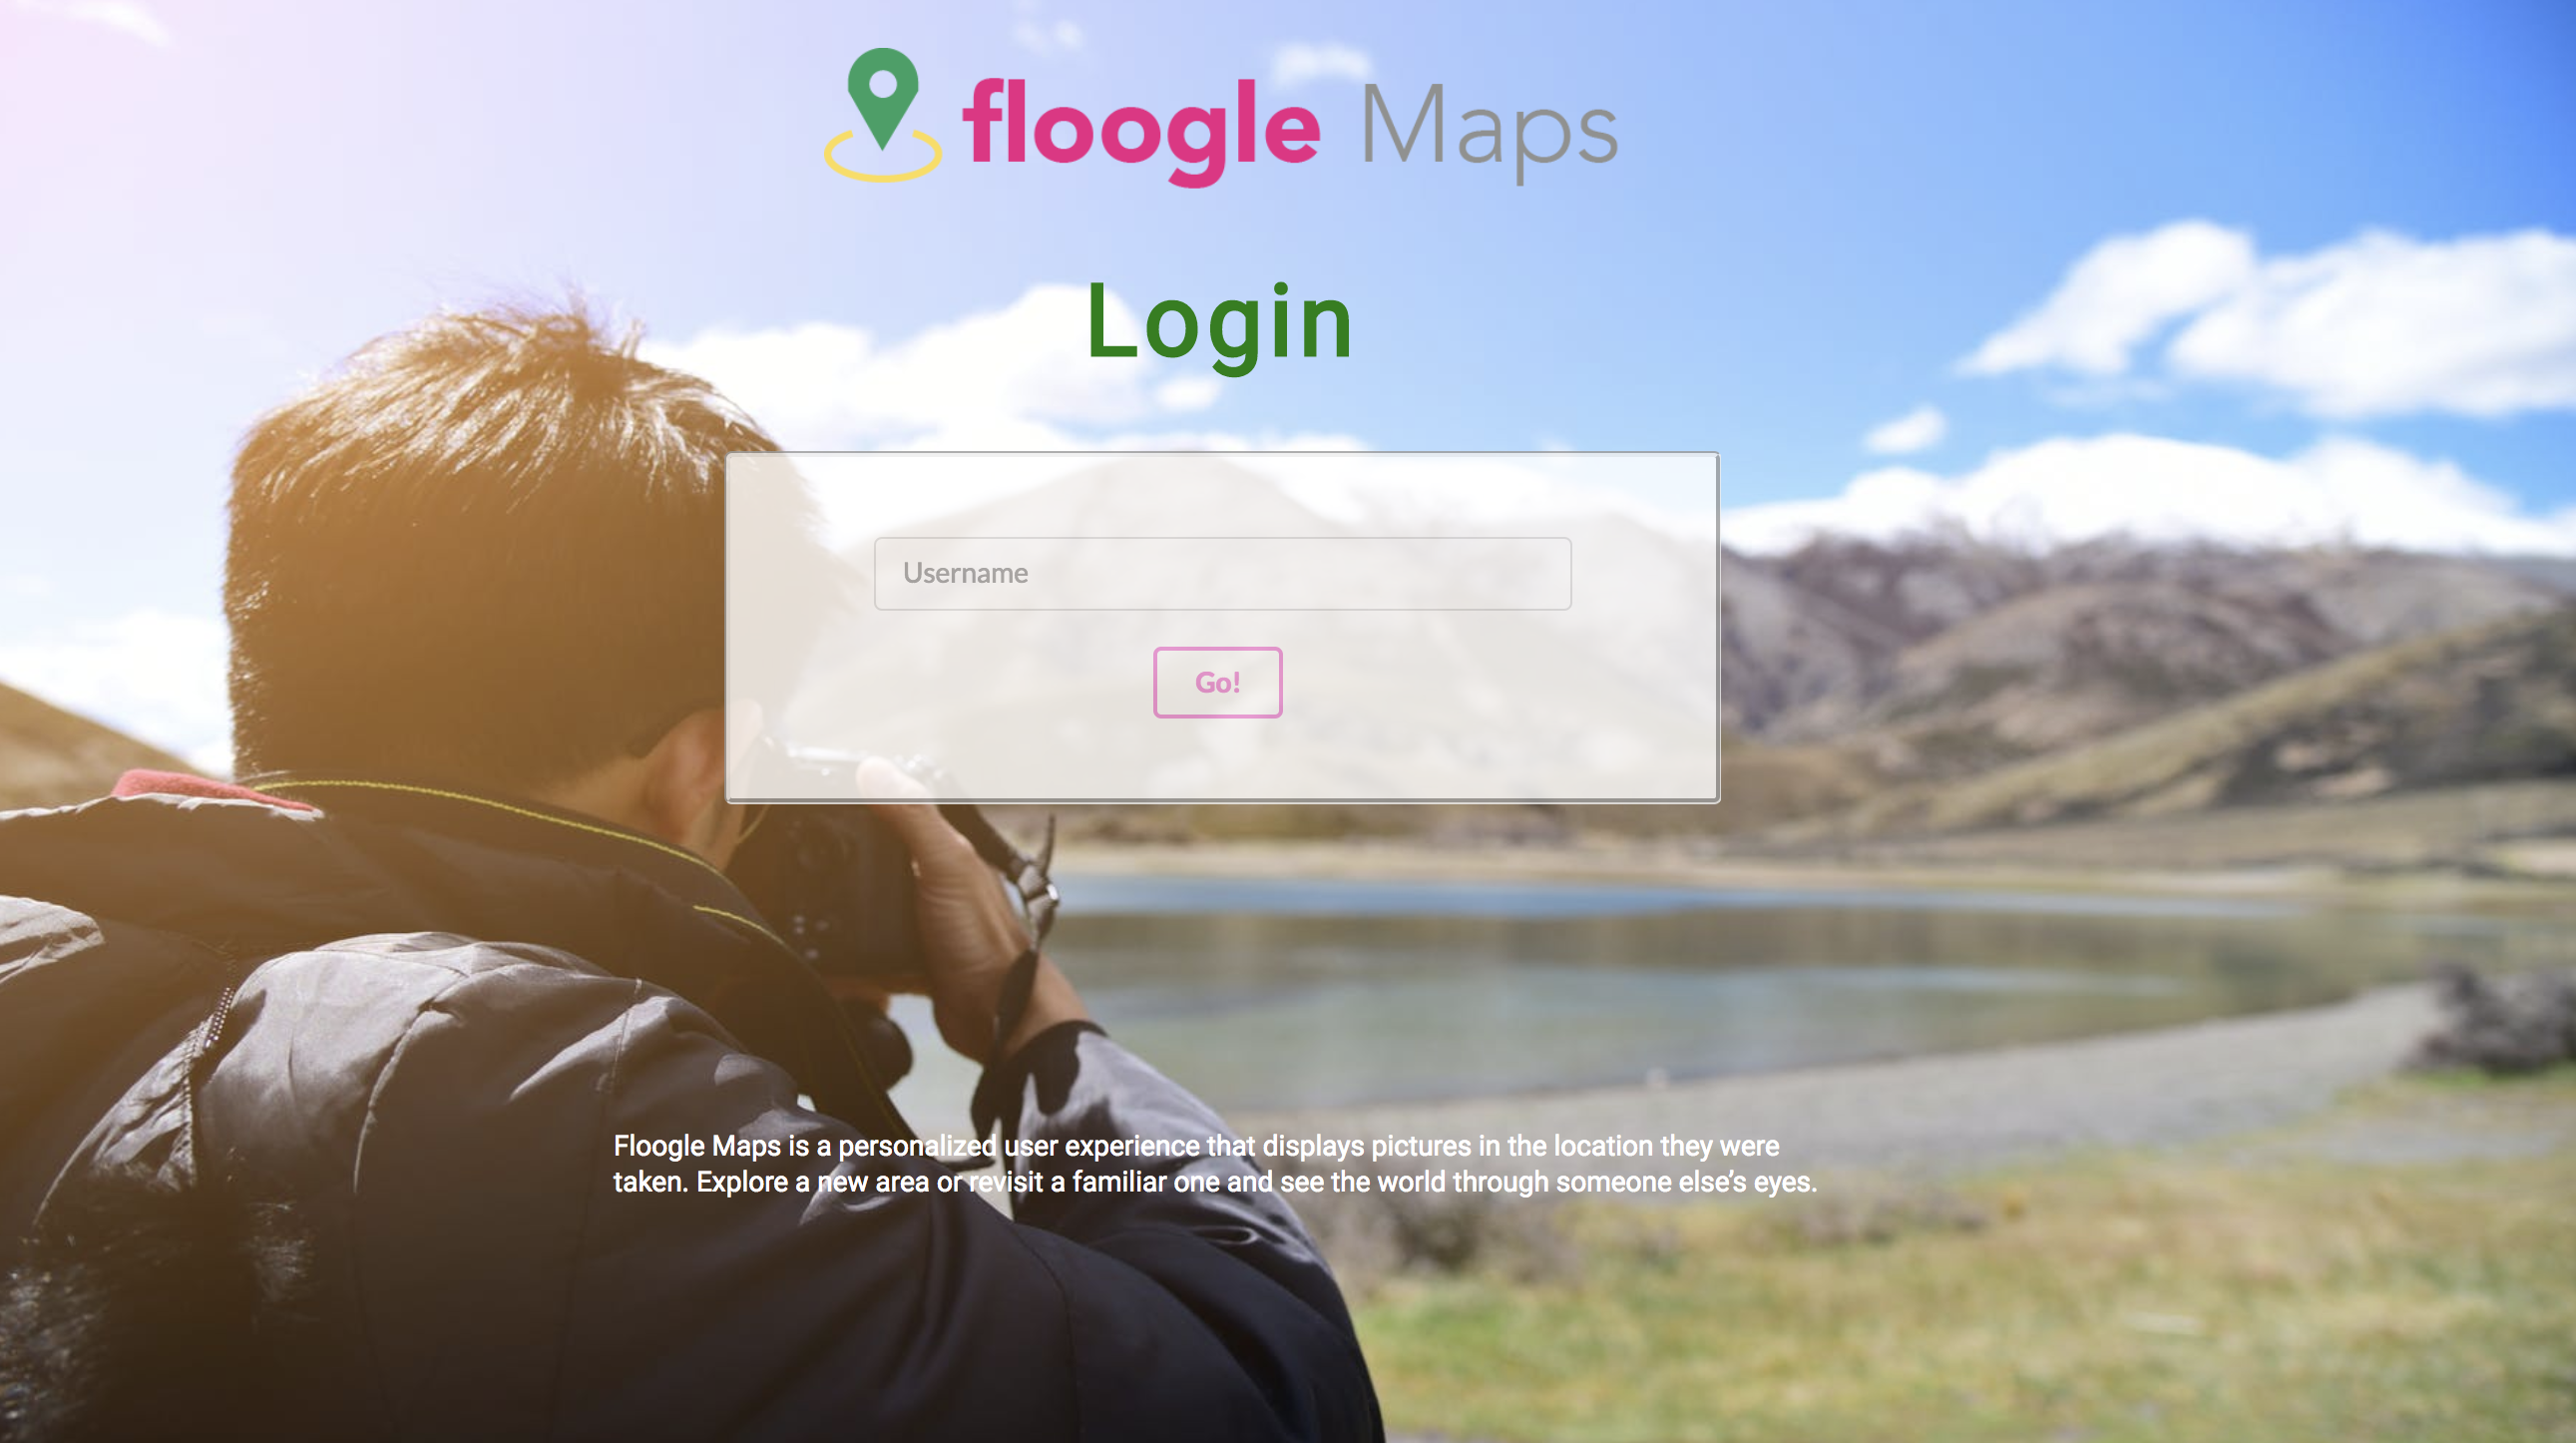 floogle Maps
Login
Username
Go!
Floogle Maps is a personalized user experience that displays pictures in the location they were
taken. Explore a new area or revisit a familiar one and see the world through someone else’s eyes.